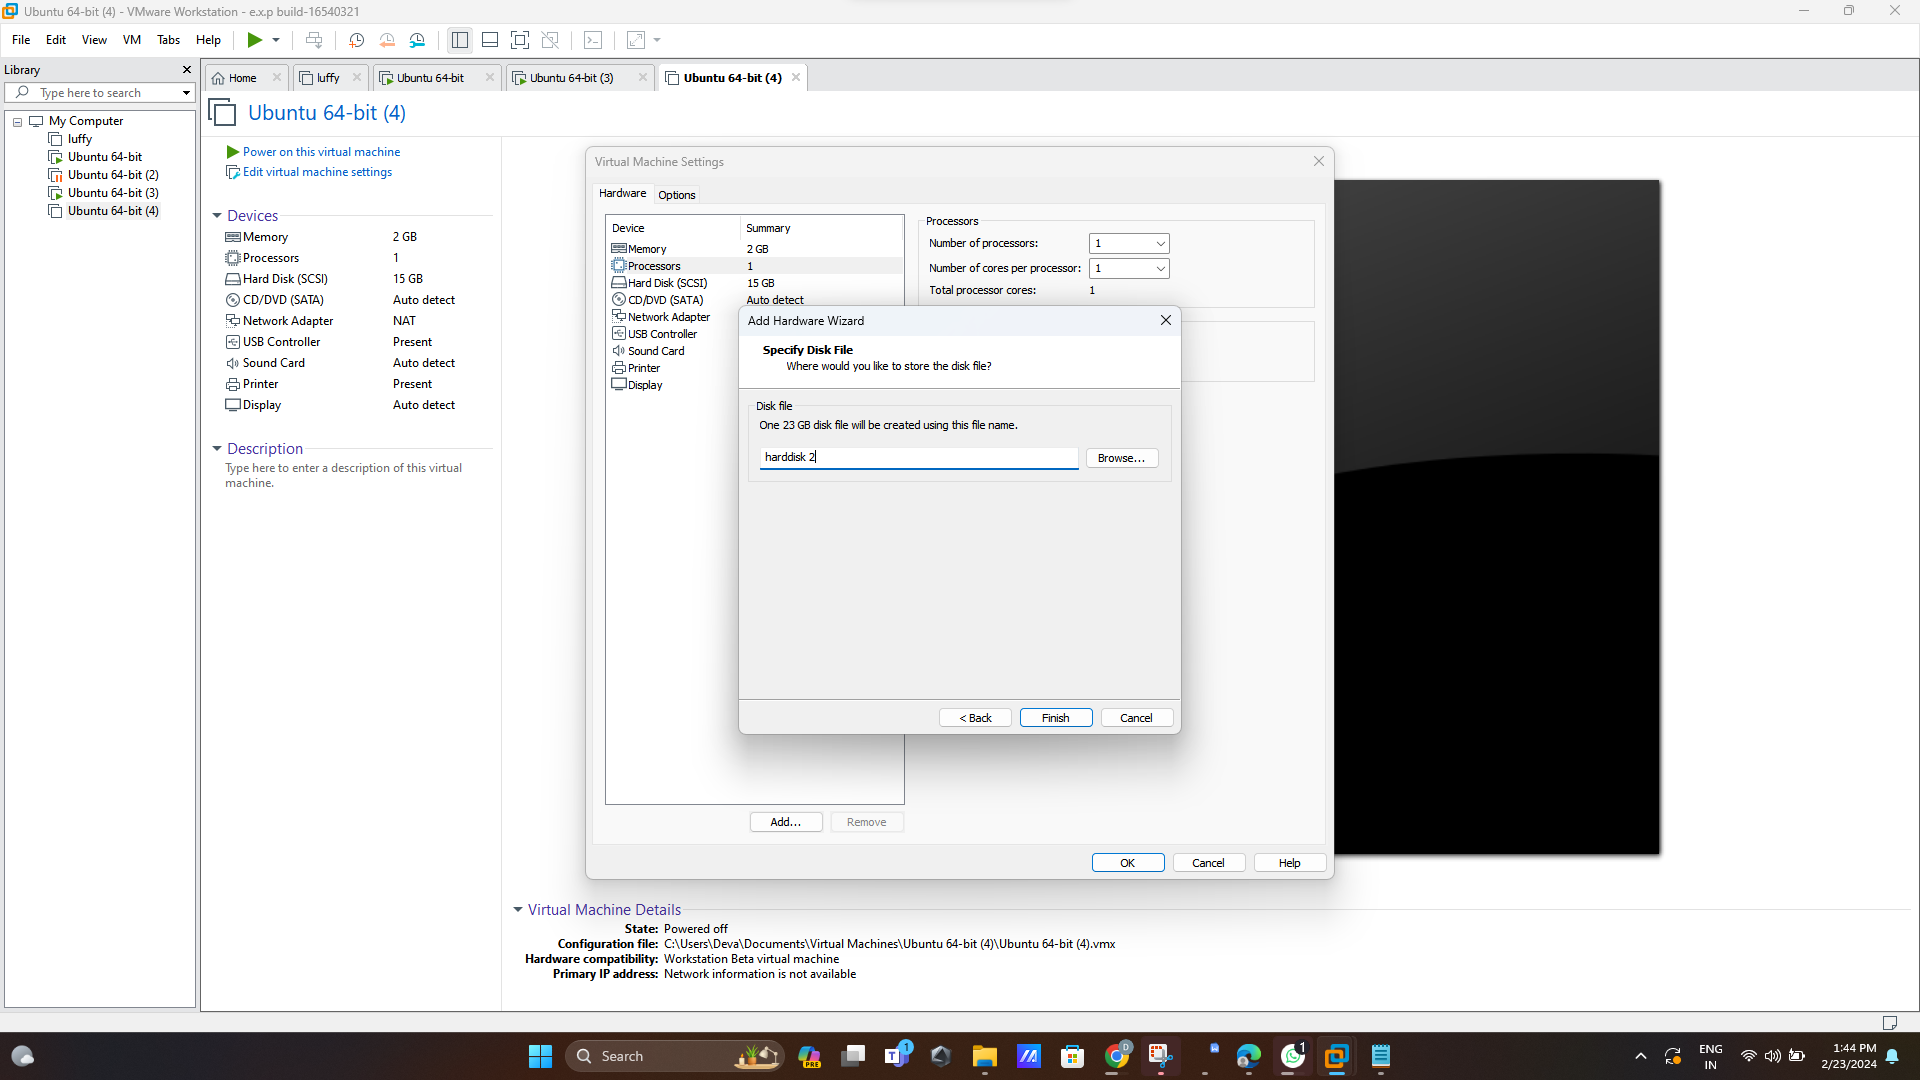 Ubuntu 64-bit (4) - VMware Workstation - e.x.p build-16540321
File Edit View VM Tabs Help
Library
Type here to search
My Computer
luffy
Ubuntu 64-bit
Ubuntu 64-bit (2)
Ubuntu 64-bit (3)
Ubuntu 64-bit (4)
Home luffy Ubuntu 64-bit Ubuntu 64-bit (3) Ubuntu 64-bit (4)
Ubuntu 64-bit (4)
Power on this virtual machine
Edit virtual machine settings
Devices
Memory 2 GB
Processors 1
Hard Disk (SCSI) 15 GB
CD/DVD (SATA) Auto detect
Network Adapter NAT
USB Controller Present
Sound Card Auto detect
Printer Present
Display Auto detect
Description
Type here to enter a description of this virtual
machine.
Virtual Machine Settings
Hardware Options
Device Summary
Memory 2 GB
Processors 1
Hard Disk (SCSI) 15 GB
CD/DVD (SATA) Auto detect
Network Adapter
USB Controller
Sound Card
Printer
Display
Processors
Number of processors: 1
Number of cores per processor: 1
Total processor cores: 1
Add Hardware Wizard
Specify Disk File
Where would you like to store the disk file?
Disk file
One 23 GB disk file will be created using this file name.
harddisk 2 Browse...
< Back Finish Cancel
Add... Remove
OK Cancel Help
Virtual Machine Details
State: Powered off
Configuration file: C:\Users\Deva\Documents\Virtual Machines\Ubuntu 64-bit (4)\Ubuntu 64-bit (4).vmx
Hardware compatibility: Workstation Beta virtual machine
Primary IP address: Network information is not available
Search
PRE
1
D
1
ENG
IN
1:44 PM
2/23/2024